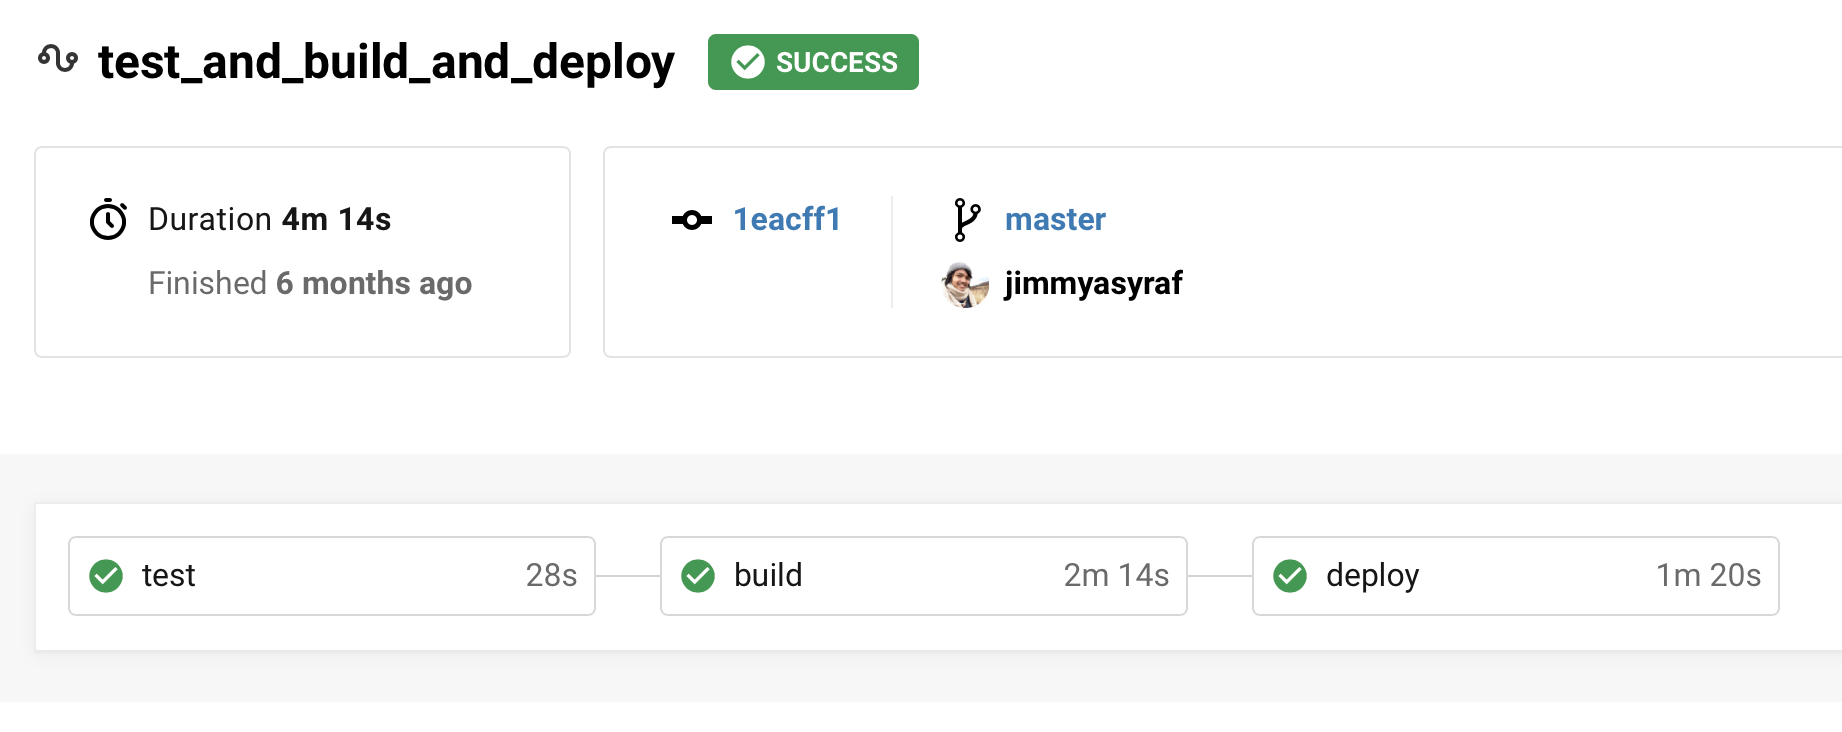 test_and_build_and_deploy SUCCESS
Duration 4m 14s
Finished 6 months ago
1eacff1
master
jimmyasyraf
test 28s
build 2m 14s
deploy 1m 20s